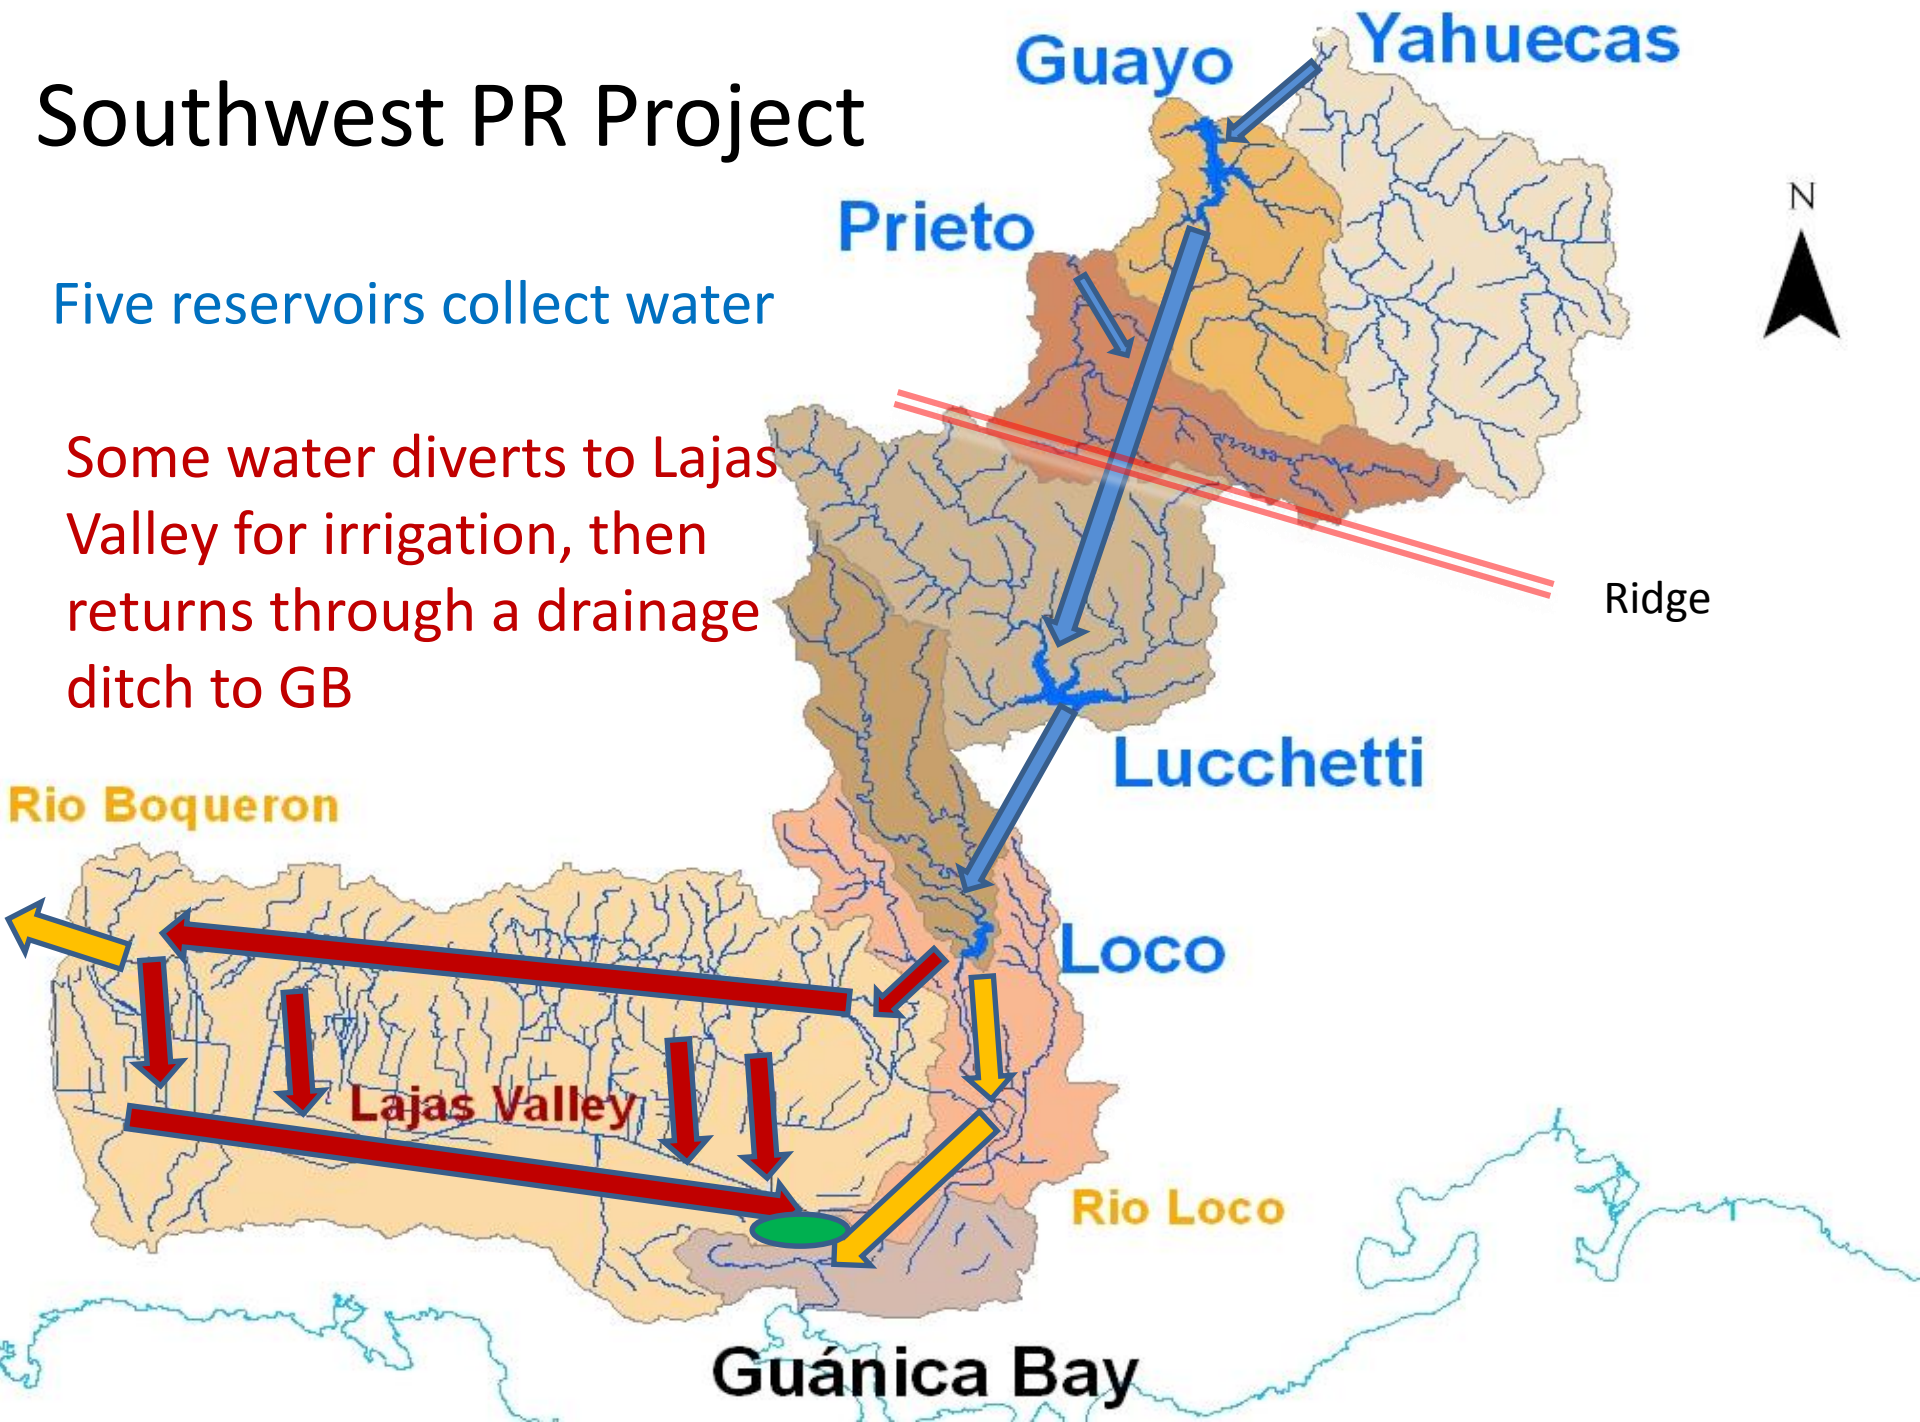 Southwest PR Project
Guayo
Yahuecas
Prieto
N
Five reservoirs collect water
Some water diverts to Lajas
Valley for irrigation, then
returns through a drainage
ditch to GB
Ridge
Lucchetti
Rio Boqueron
Loco
Lajas Valley
Rio Loco
Guánica Bay